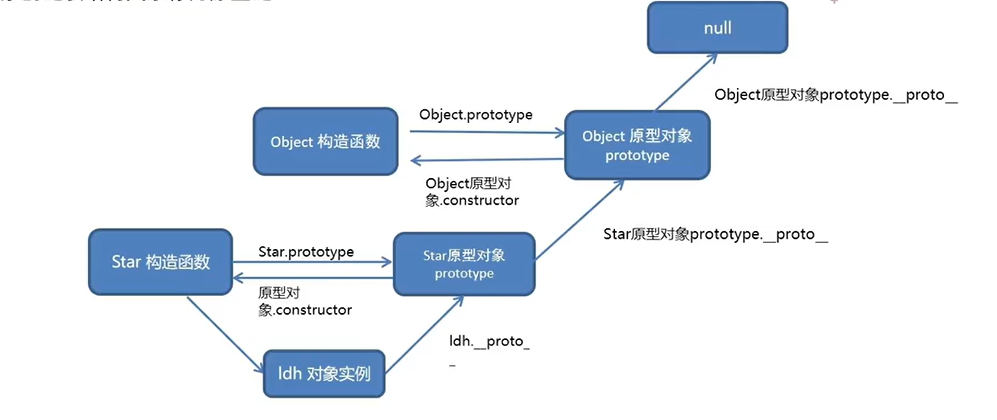 null
Object原型对象prototype.__proto__
Object.prototype
Object 构造函数
Object 原型对象
prototype
Object原型对
象.constructor
Star原型对象prototype.__proto__
Star 构造函数
Star.prototype
Star原型对象
prototype
原型对
象.constructor
ldh.__proto_
_
ldh 对象实例